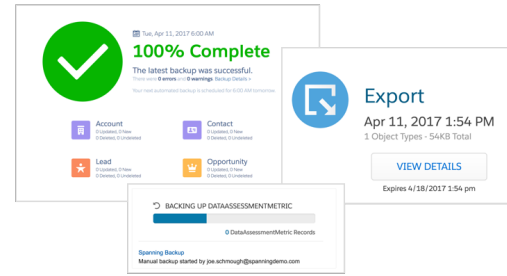 Tue, Apr 11, 2017 6:00 AM
100% Complete
The latest backup was successful.
There were 0 errors and 0 warnings. Backup Details >
Your next automated backup is scheduled for 6:00 AM tomorrow.
Account
0 Updated, 0 New
0 Deleted, 0 Undeleted
Contact
0 Updated, 0 New
0 Deleted, 0 Undeleted
Lead
0 Updated, 0 New
0 Deleted, 0 Undeleted
Opportunity
0 Updated, 0 New
0 Deleted, 0 Undeleted
Export
Apr 11, 2017 1:54 PM
1 Object Types - 54KB Total
VIEW DETAILS
Expires 4/18/2017 1:54 pm
BACKING UP DATAASSESSMENTMETRIC
0 DataAssessmentMetric Records
Spanning Backup
Manual backup started by joe.schmough@spanningdemo.com